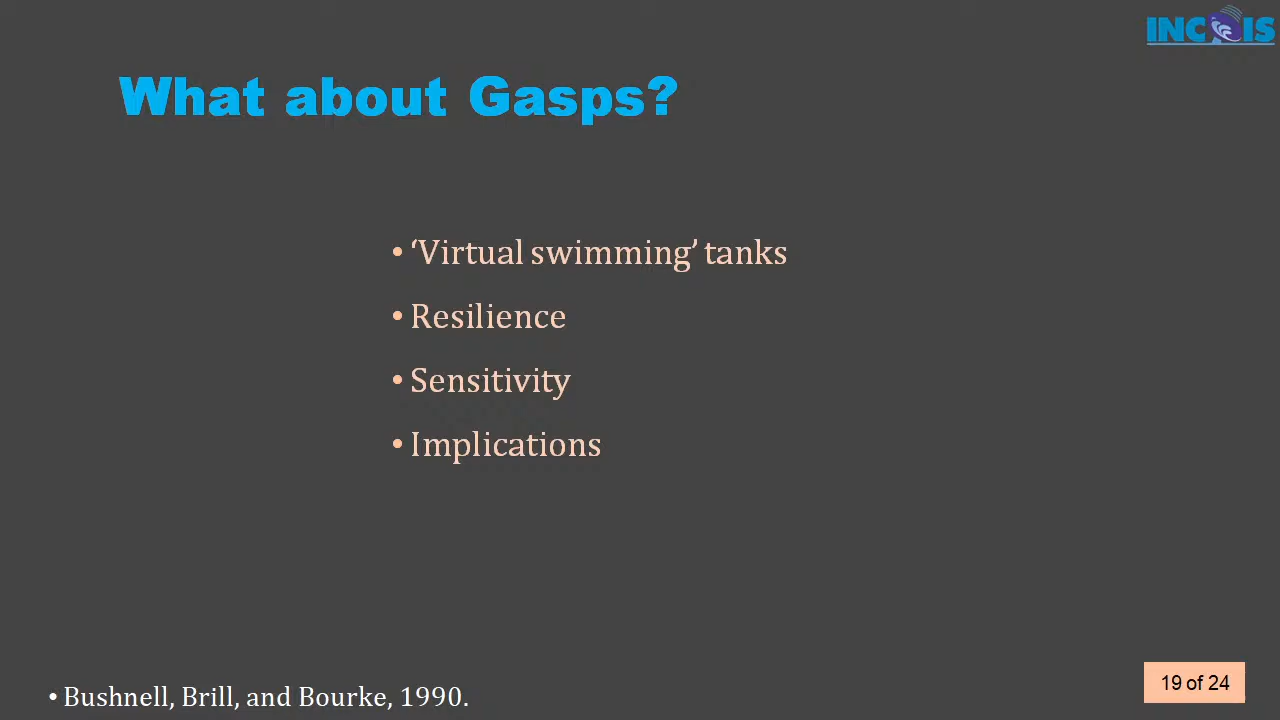 INCOIS
What about Gasps?
• ‘Virtual swimming’ tanks
• Resilience
• Sensitivity
• Implications
• Bushnell, Brill, and Bourke, 1990.
19 of 24